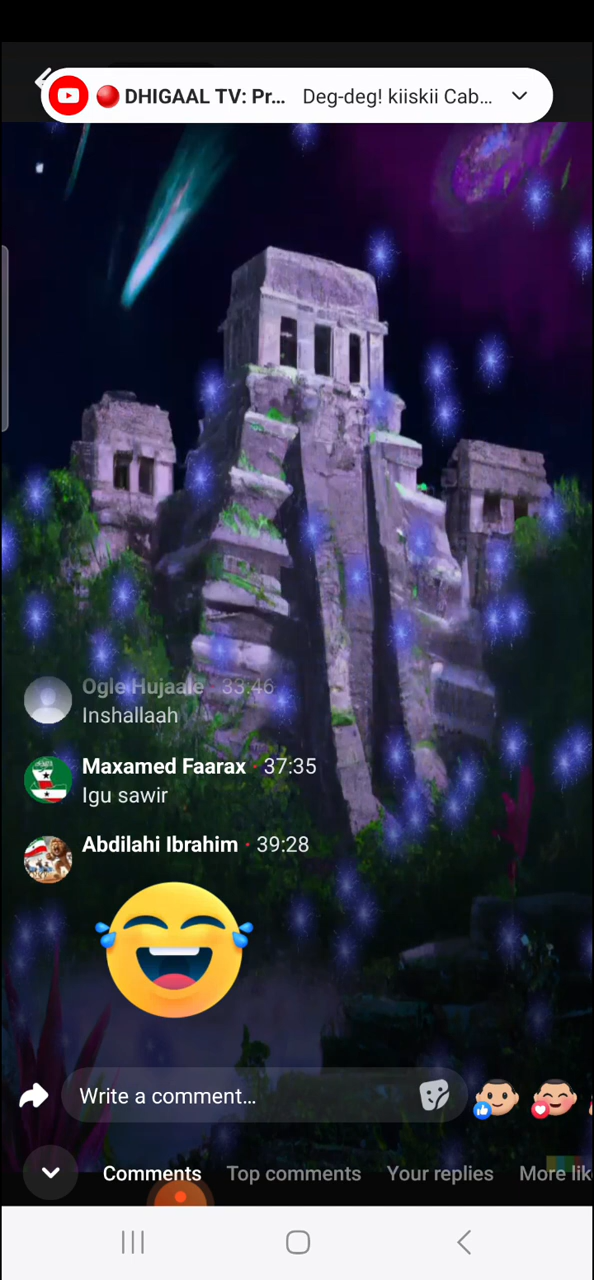 DHIGAAL TV: Pr... Deg-deg! kiiskii Cab...
Ogle Hujaale 33:46
Inshallaah
Maxamed Faarax · 37:35
Igu sawir
Abdilahi Ibrahim · 39:28
Write a comment...
Comments Top comments Your replies More lik